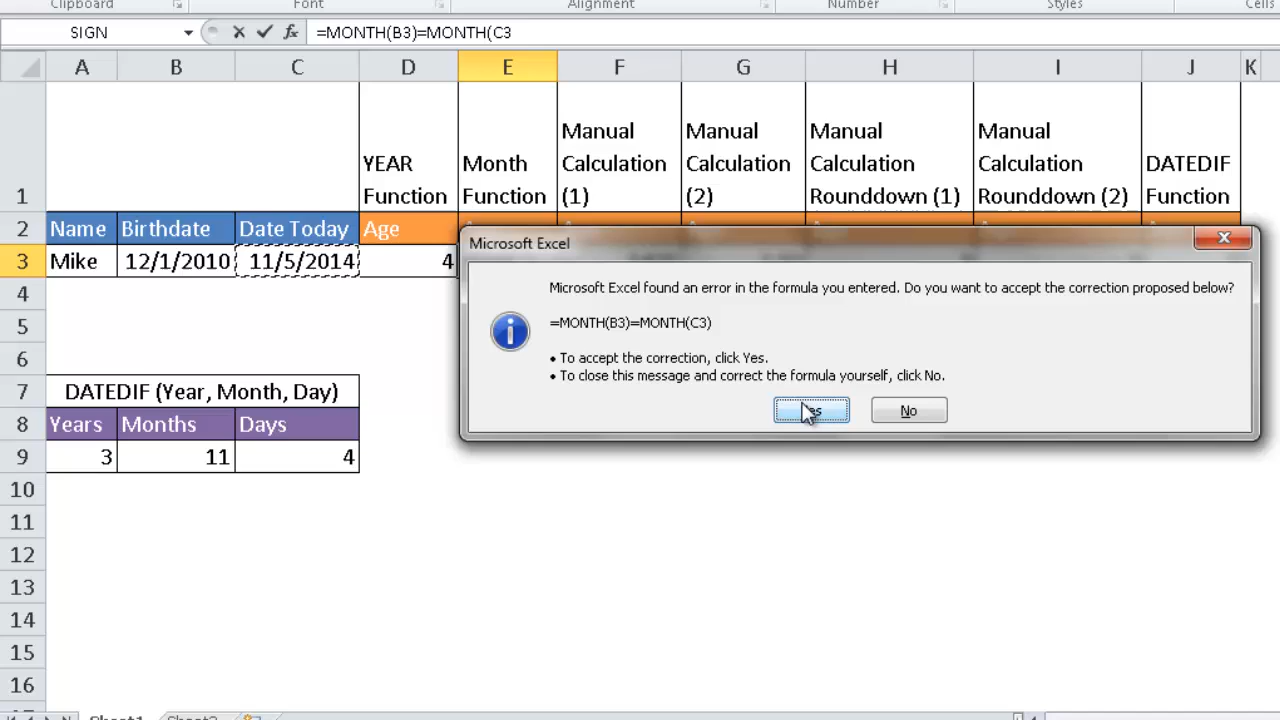 Clipboard Font Alignment Number Styles Cells
SIGN fx =MONTH(B3)=MONTH(C3
A B C D E F G H I J K
Manual Manual Manual Manual
YEAR Month Calculation Calculation Calculation Calculation DATEDIF
1 Function Function (1) (2) Rounddown (1) Rounddown (2) Function
2 Name Birthdate Date Today Age
3 Mike 12/1/2010 11/5/2014 4
Microsoft Excel
Microsoft Excel found an error in the formula you entered. Do you want to accept the correction proposed below?
=MONTH(B3)=MONTH(C3)
• To accept the correction, click Yes.
• To close this message and correct the formula yourself, click No.
Yes No
4
5
6
7 DATEDIF (Year, Month, Day)
8 Years Months Days
9 3 11 4
10
11
12
13
14
15
16
Sheet1